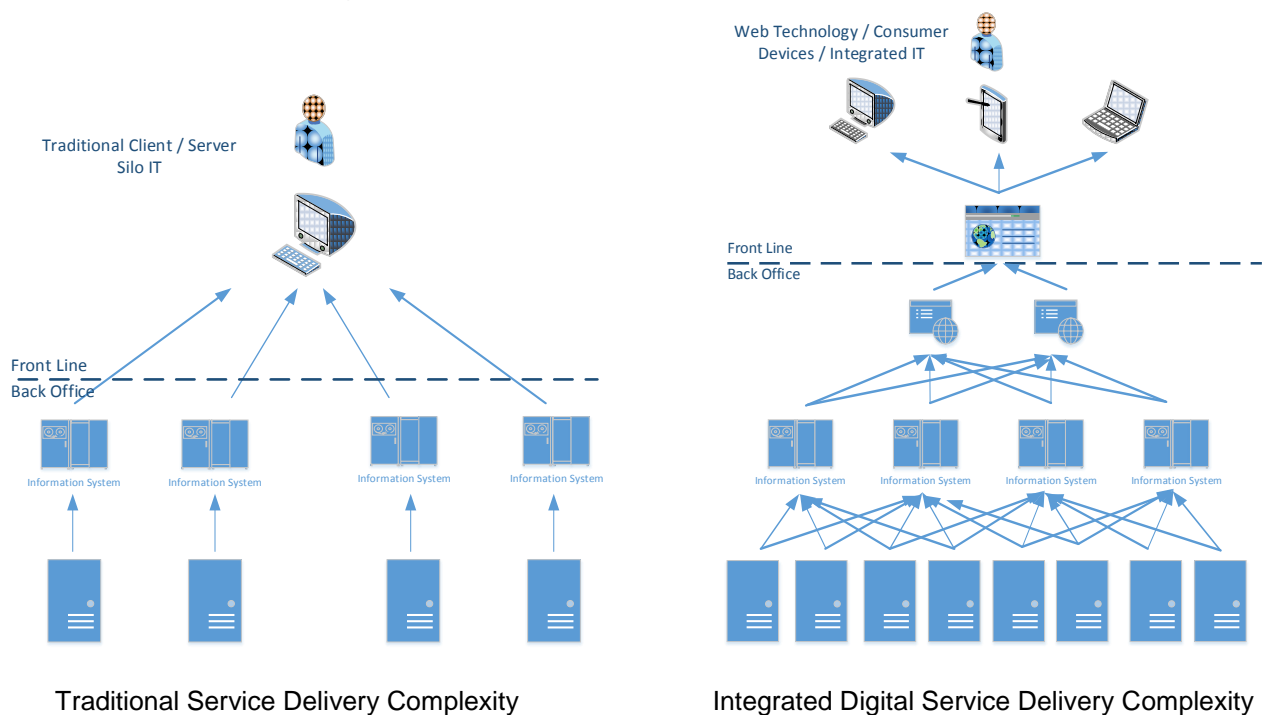 Traditional Client / Server
Silo IT
Front Line
Back Office
Information System
Information System
Information System
Information System
Traditional Service Delivery Complexity
Web Technology / Consumer
Devices / Integrated IT
Front Line
Back Office
Information System
Information System
Information System
Information System
Integrated Digital Service Delivery Complexity